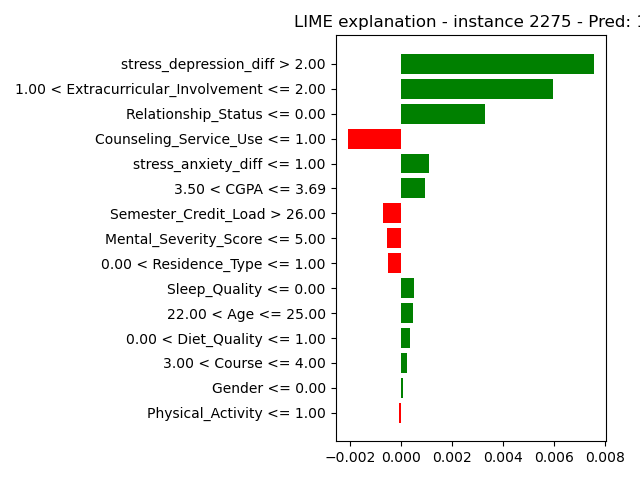 LIME explanation - instance 2275 - Pred: 1
stress_depression_diff > 2.00
1.00 < Extracurricular_Involvement <= 2.00
Relationship_Status <= 0.00
Counseling_Service_Use <= 1.00
stress_anxiety_diff <= 1.00
3.50 < CGPA <= 3.69
Semester_Credit_Load > 26.00
Mental_Severity_Score <= 5.00
0.00 < Residence_Type <= 1.00
Sleep_Quality <= 0.00
22.00 < Age <= 25.00
0.00 < Diet_Quality <= 1.00
3.00 < Course <= 4.00
Gender <= 0.00
Physical_Activity <= 1.00
−0.002 0.000 0.002 0.004 0.006 0.008